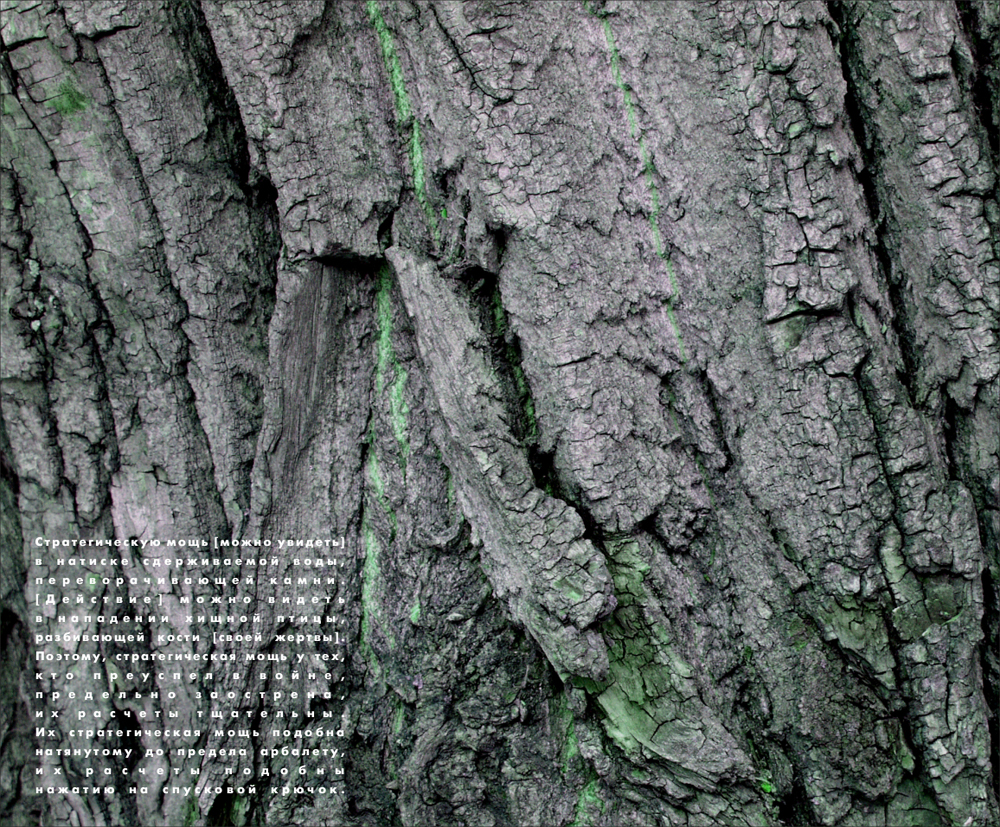 Стратегическую мощь [можно увидеть]
в натиске сдерживаемой воды,
переворачивающей камни.
[Действие] можно видеть
в нападении хищной птицы,
разбивающей кости [своей жертвы].
Поэтому, стратегическая мощь у тех,
кто преуспел в войне,
предельно заострена,
их расчеты тщательны.
Их стратегическая мощь подобна
натянутому до предела арбалету,
их расчеты подобны
нажатию на спусковой крючок.